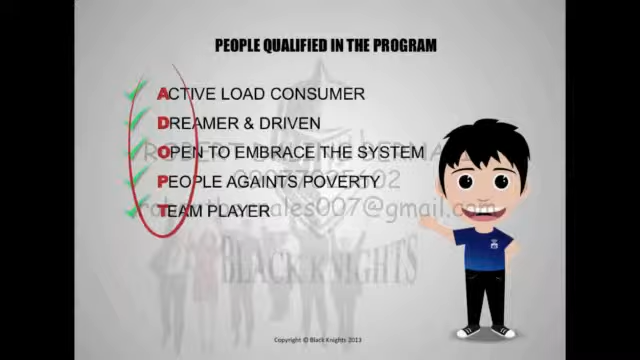 PEOPLE QUALIFIED IN THE PROGRAM
ACTIVE LOAD CONSUMER
DREAMER & DRIVEN
OPEN TO EMBRACE THE SYSTEM
PEOPLE AGAINTS POVERTY
TEAM PLAYER
BLACK KNIGHTS
Copyright © Black Knights 2013